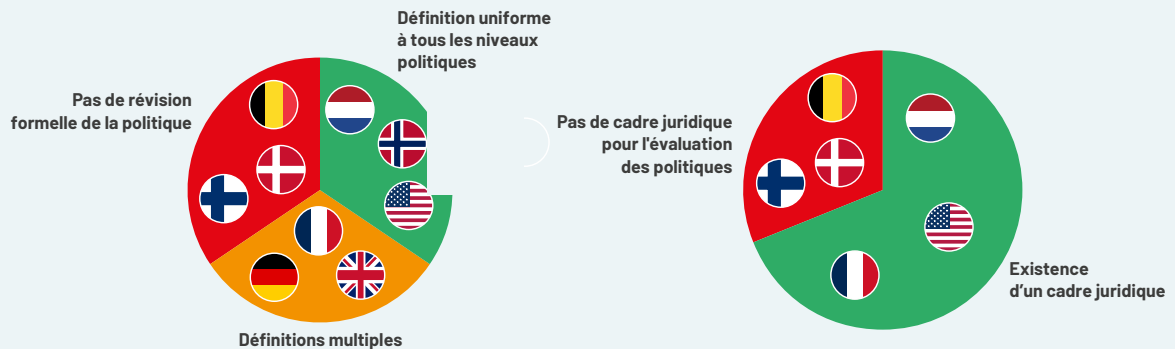 Définition uniforme
à tous les niveaux
politiques
Pas de révision
formelle de la politique
Définitions multiples
Pas de cadre juridique
pour l'évaluation
des politiques
Existence
d’un cadre juridique